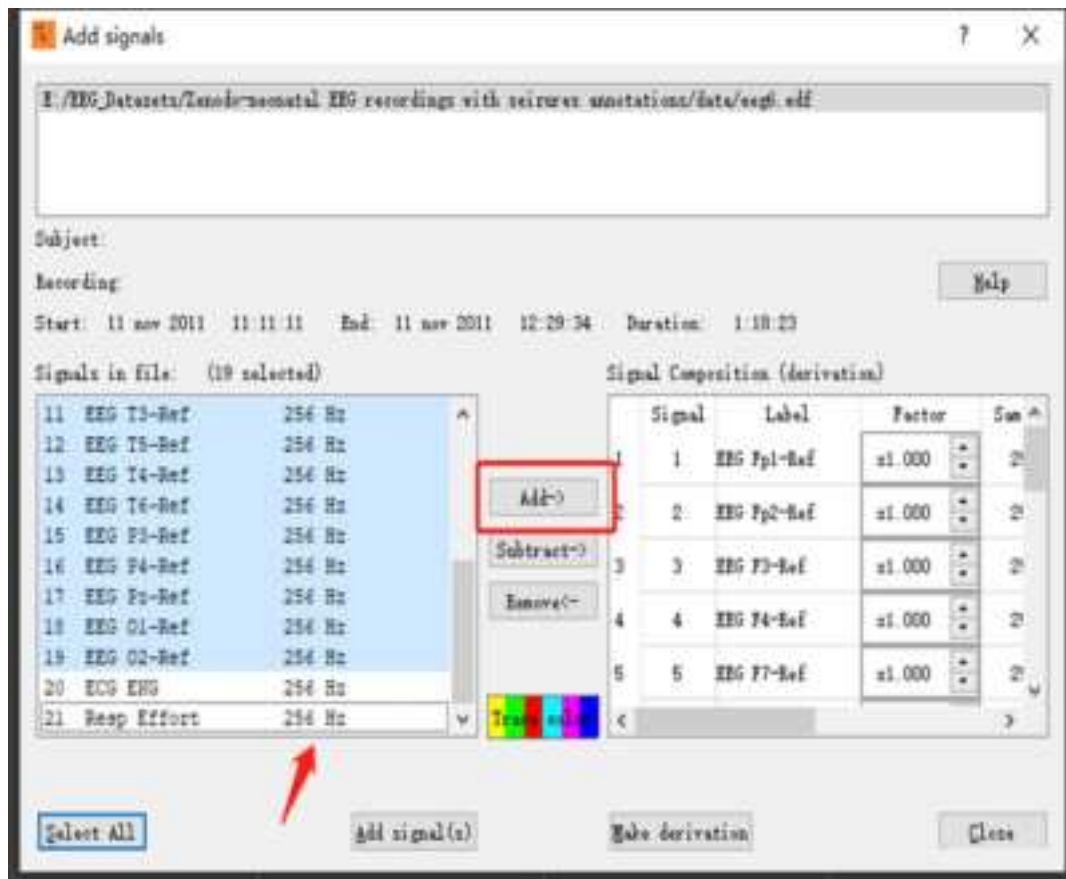 Add signals
?
X
E:/EEG_Datasets/Zenodo-neonatal EEG recordings with seizures annotations/data/eeg6.edf
Subject:
Recording:
Help
Start: 11 nov 2011 11:11:11 End: 11 nov 2011 12:29:34 Duration: 1:18:23
Signals in file: (19 selected)
Signal Composition (derivation)
11 EEG T3-Ref 256 Hz
12 EEG T5-Ref 256 Hz
13 EEG T4-Ref 256 Hz
14 EEG T6-Ref 256 Hz
15 EEG P3-Ref 256 Hz
16 EEG P4-Ref 256 Hz
17 EEG Pz-Ref 256 Hz
18 EEG O1-Ref 256 Hz
19 EEG O2-Ref 256 Hz
20 ECG EKG 256 Hz
21 Resp Effort 256 Hz
Add->
Subtract->
Remove<-
Trace color
Signal Label Factor Sam
1 1 EEG Fp1-Ref x1.000
2 2 EEG Fp2-Ref x1.000
3 3 EEG F3-Ref x1.000
4 4 EEG F4-Ref x1.000
5 5 EEG F7-Ref x1.000
Select All
Add signal(s)
Make derivation
Close